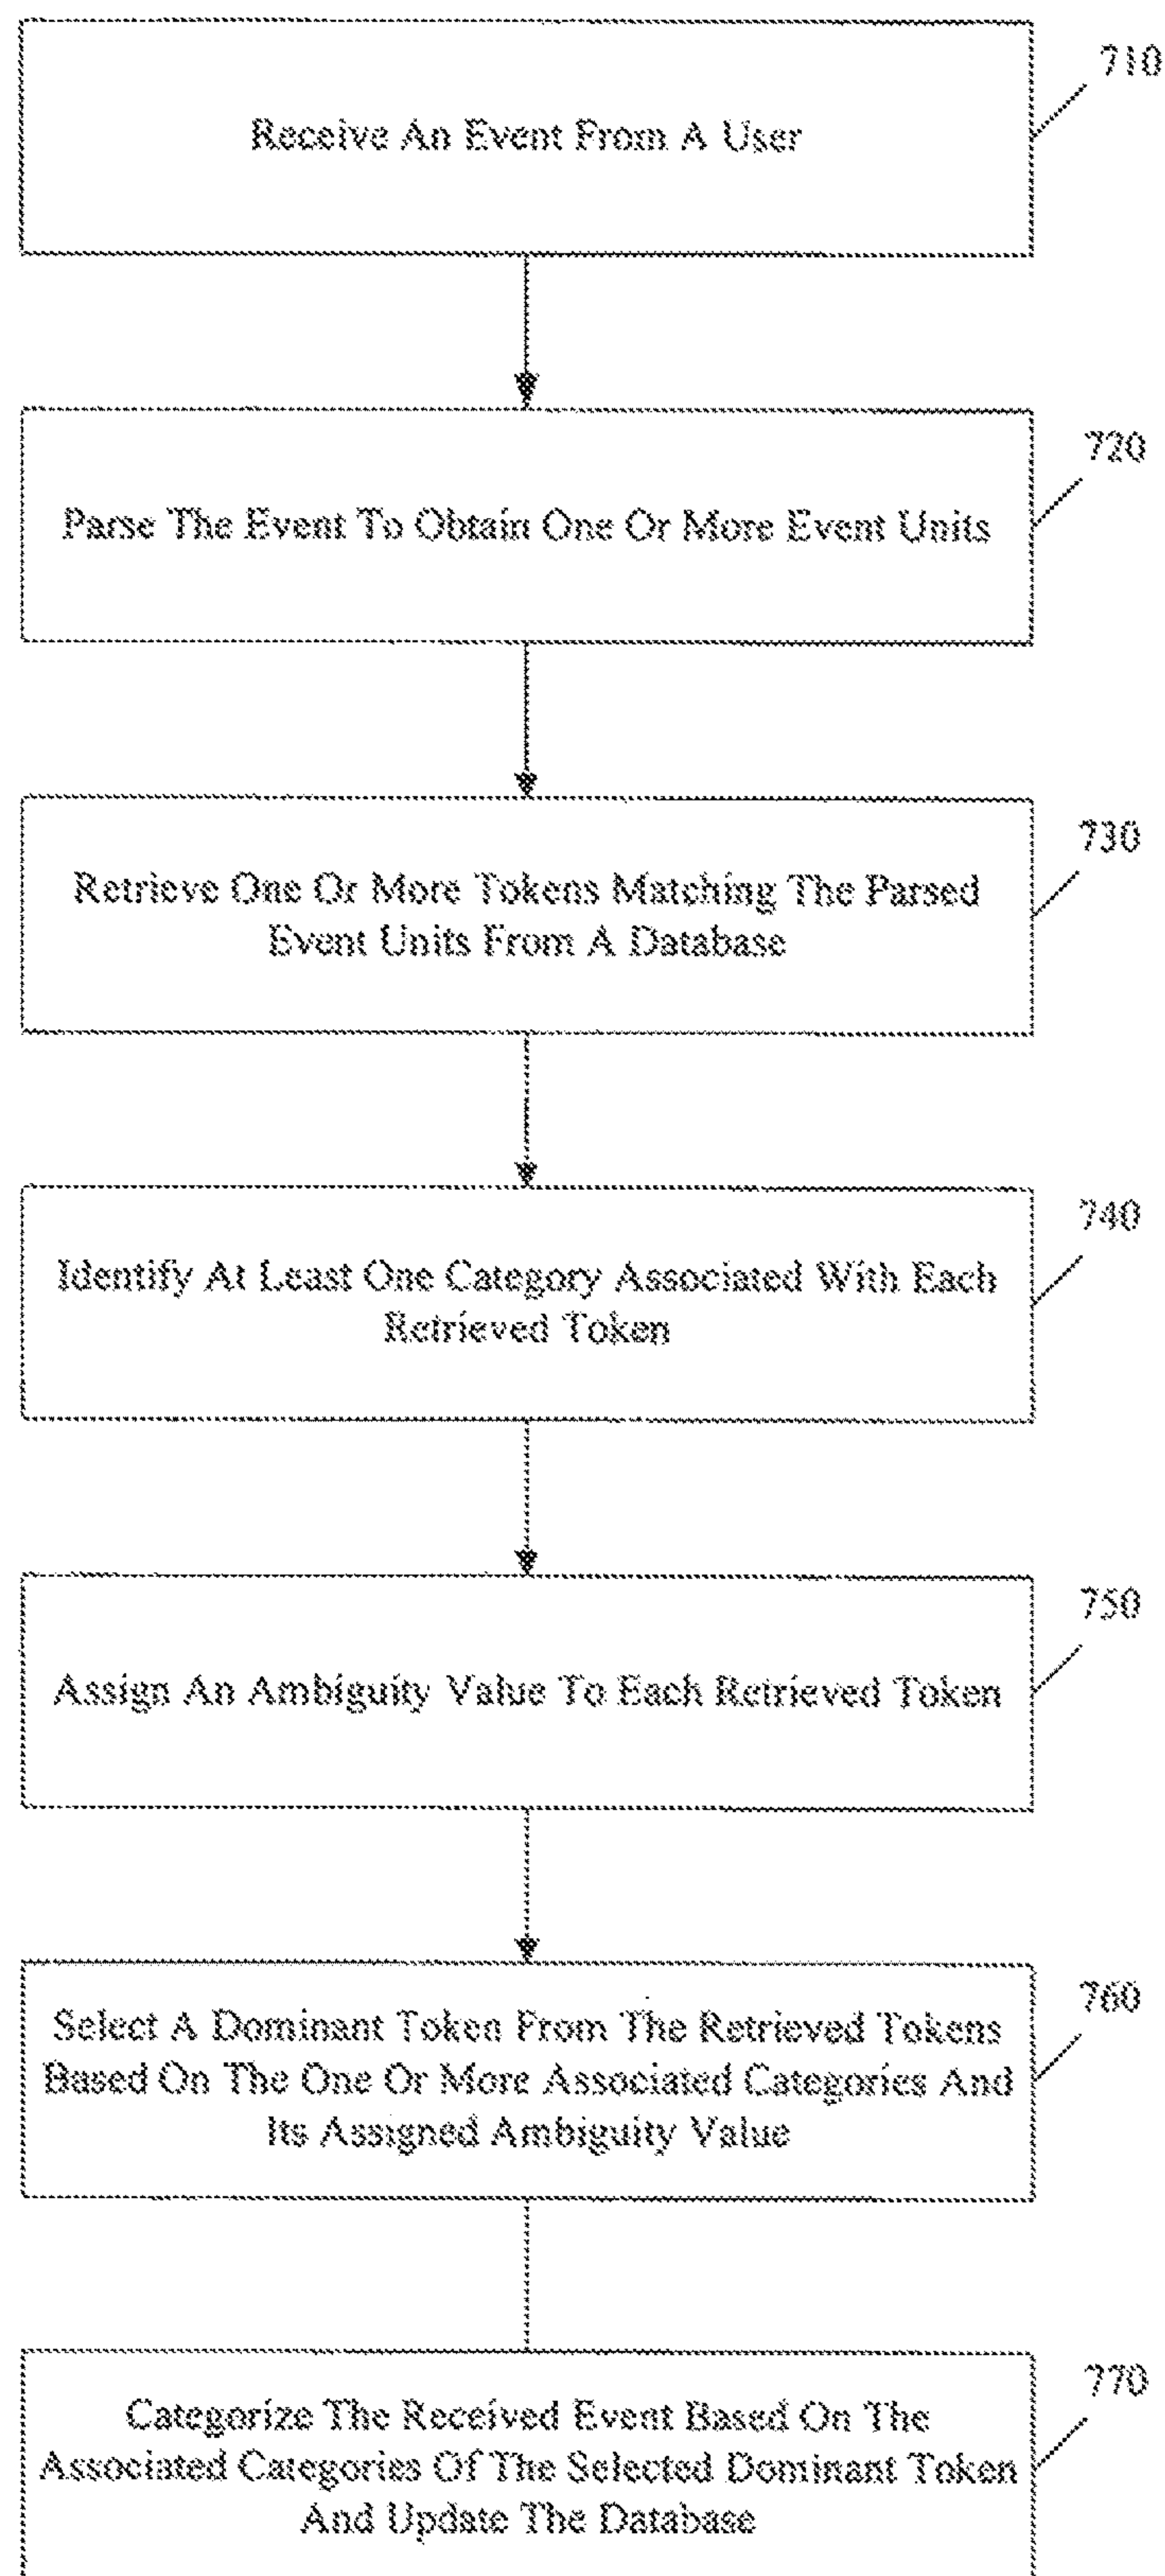 710
Receive An Event From A User
720
Parse The Event To Obtain One Or More Event Units
730
Retrieve One Or More Tokens Matching The Parsed
Event Units From A Database
740
Identify At Least One Category Associated With Each
Retrieved Token
750
Assign An Ambiguity Value To Each Retrieved Token
760
Select A Dominant Token From The Retrieved Tokens
Based On The One Or More Associated Categories And
Its Assigned Ambiguity Value
770
Categorize The Received Event Based On The
Associated Categories Of The Selected Dominant Token
And Update The Database